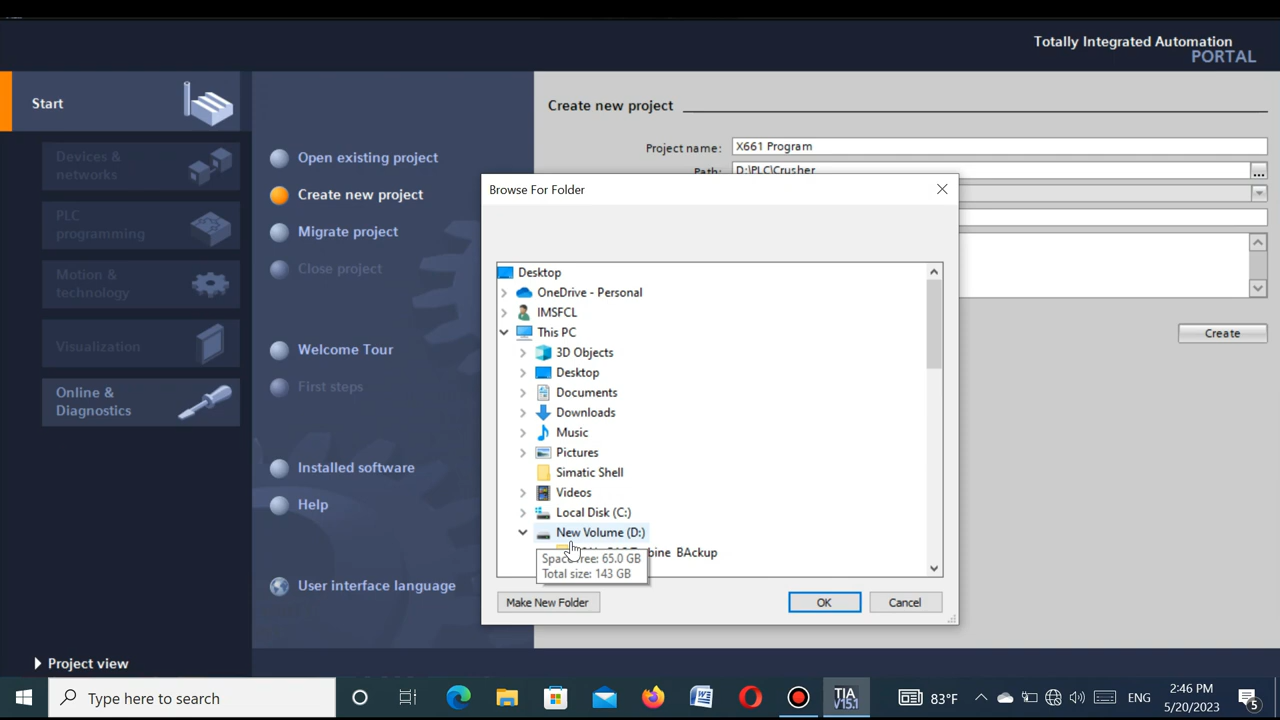 Totally Integrated Automation
PORTAL
Start
Devices &
networks
PLC
programming
Motion &
technology
Visualization
Online &
Diagnostics
Open existing project
Create new project
Migrate project
Close project
Welcome Tour
First steps
Installed software
Help
User interface language
Create new project
Project name:
X661 Program
Path:
D:\PLC\Crusher
...
Create
Browse For Folder
Desktop
OneDrive - Personal
IMSFCL
This PC
3D Objects
Desktop
Documents
Downloads
Music
Pictures
Simatic Shell
Videos
Local Disk (C:)
New Volume (D:)
BAckup
Space free: 65.0 GB
Total size: 143 GB
Make New Folder
OK
Cancel
Project view
Type here to search
TIA
V15.1
83°F
ENG
2:46 PM
5/20/2023
5